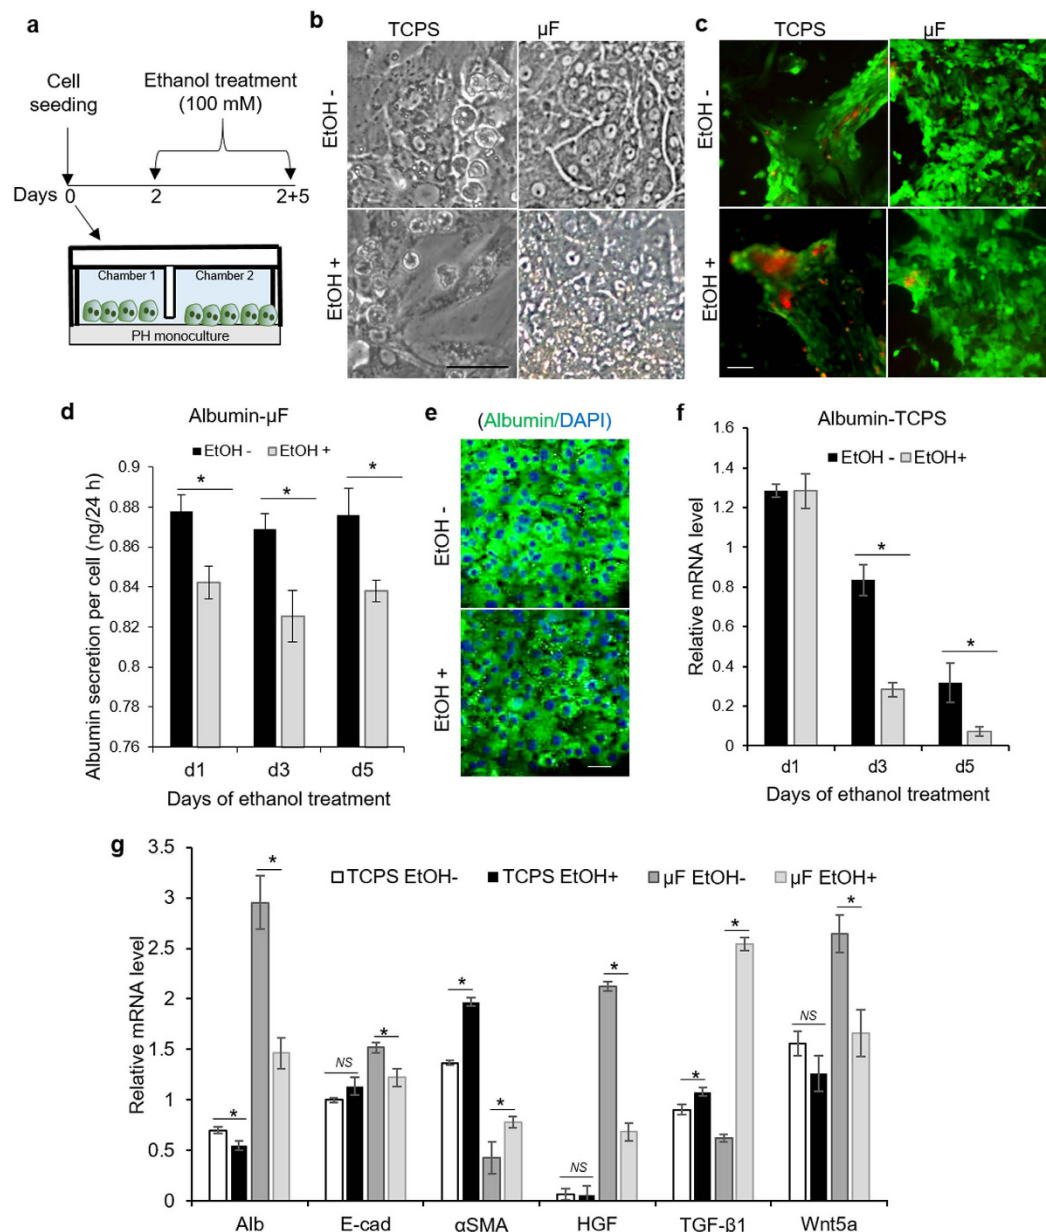 a
Cell seeding
Ethanol treatment
(100 mM)
Days 0 2 2+5
Chamber 1 Chamber 2
PH monoculture
b
TCPS µF
EtOH -
EtOH +
c
TCPS µF
EtOH -
EtOH +
d
Albumin-µF
EtOH - EtOH +
Albumin secretion per cell (ng/24 h)
0.9
0.88
0.86
0.84
0.82
0.8
0.78
0.76
* * *
d1 d3 d5
Days of ethanol treatment
e
(Albumin/DAPI)
EtOH -
EtOH +
f
Albumin-TCPS
EtOH - EtOH+
Relative mRNA level
1.6
1.4
1.2
1
0.8
0.6
0.4
0.2
0
* *
d1 d3 d5
Days of ethanol treatment
g
TCPS EtOH- TCPS EtOH+ µF EtOH- µF EtOH+
Relative mRNA level
3.5
3
2.5
2
1.5
1
0.5
0
* * NS * * * NS * * * NS *
Alb E-cad αSMA HGF TGF-ß1 Wnt5a